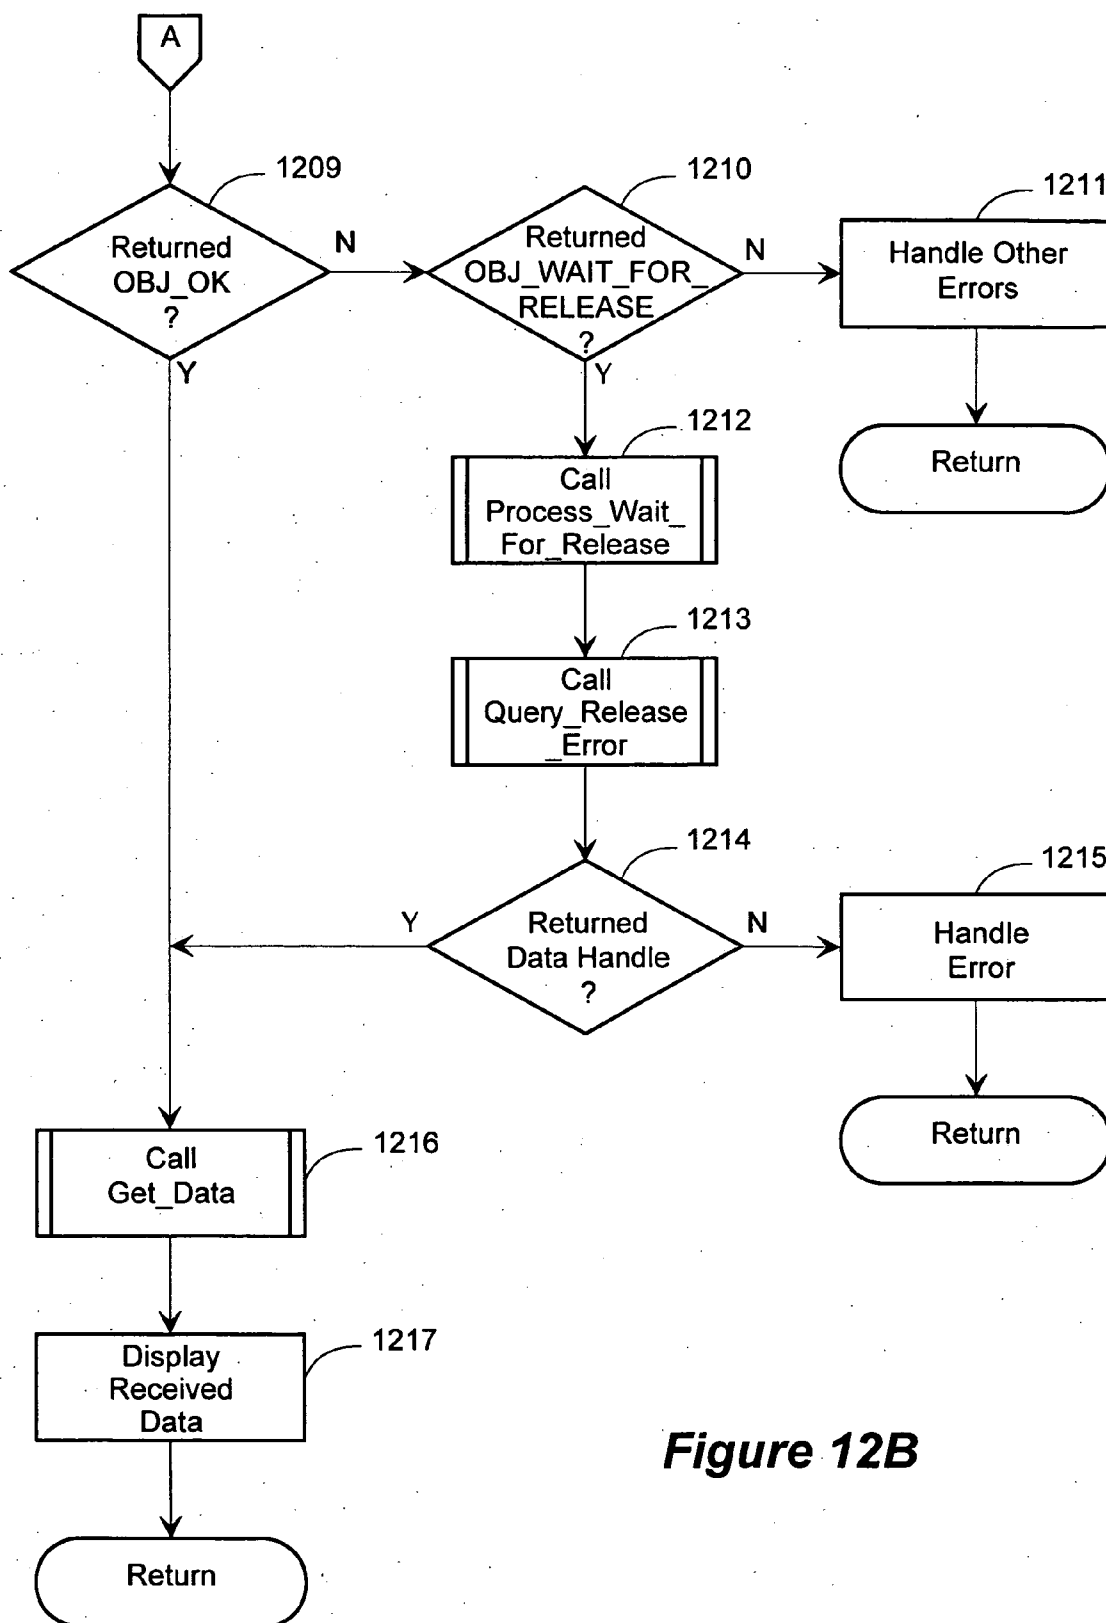 A
1209
Returned
OBJ_OK
?
N
Y
1210
Returned
OBJ_WAIT_FOR_
RELEASE
?
N
Y
1211
Handle Other
Errors
Return
1212
Call
Process_Wait_
For_Release
1213
Call
Query_Release
_Error
1214
Returned
Data Handle
?
Y
N
1215
Handle
Error
Return
1216
Call
Get_Data
1217
Display
Received
Data
Return
Figure 12B